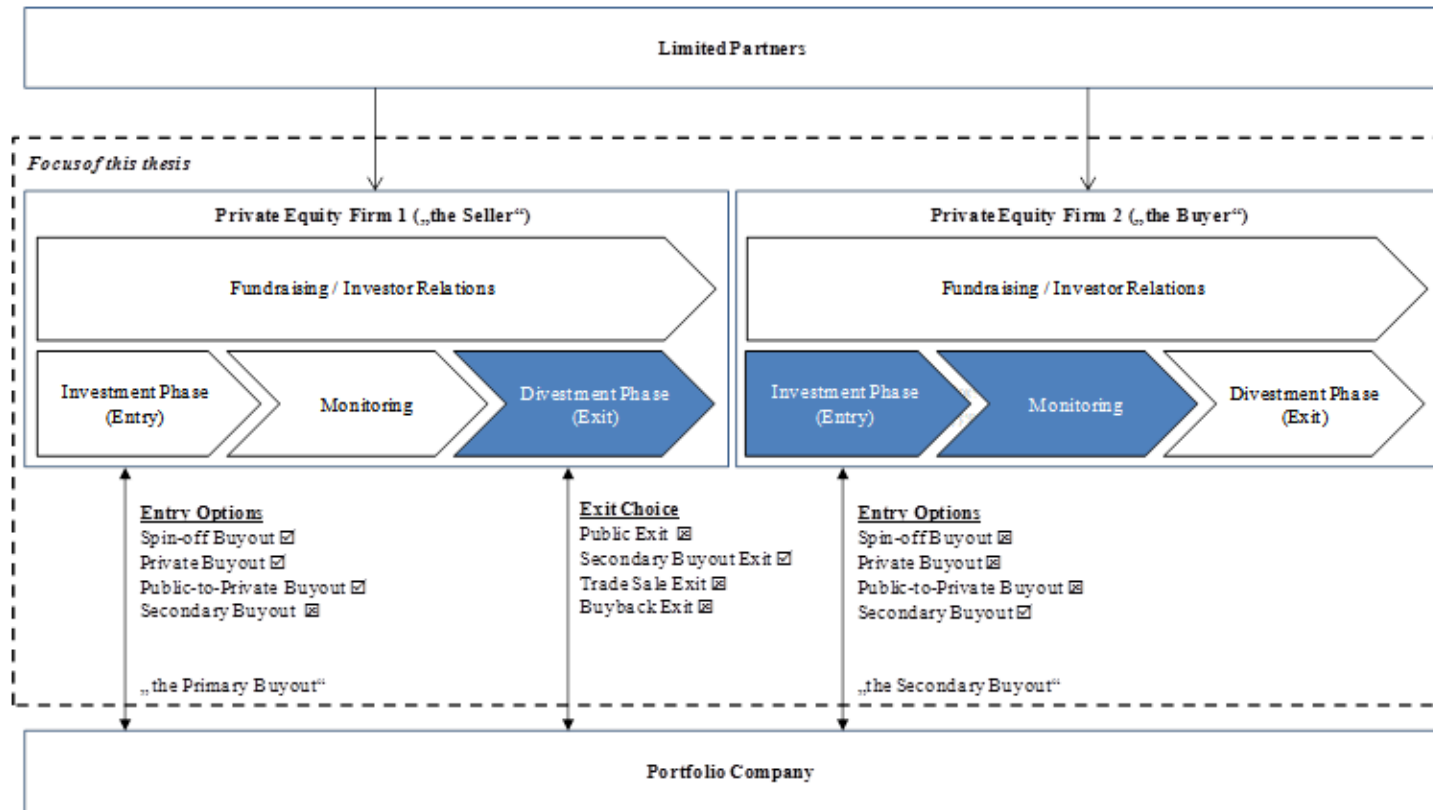 Limited Partners
Focus of this thesis
Private Equity Firm 1 („the Seller“)
Fundraising / Investor Relations
Investment Phase
(Entry)
Monitoring
Divestment Phase
(Exit)
Private Equity Firm 2 („the Buyer“)
Fundraising / Investor Relations
Investment Phase
(Entry)
Monitoring
Divestment Phase
(Exit)
Entry Options
Spin-off Buyout ☑
Private Buyout ☑
Public-to-Private Buyout ☑
Secondary Buyout ☒
„the Primary Buyout“
Exit Choice
Public Exit ☒
Secondary Buyout Exit ☑
Trade Sale Exit ☒
Buyback Exit ☒
Entry Options
Spin-off Buyout ☒
Private Buyout ☒
Public-to-Private Buyout ☒
Secondary Buyout ☑
„the Secondary Buyout“
Portfolio Company